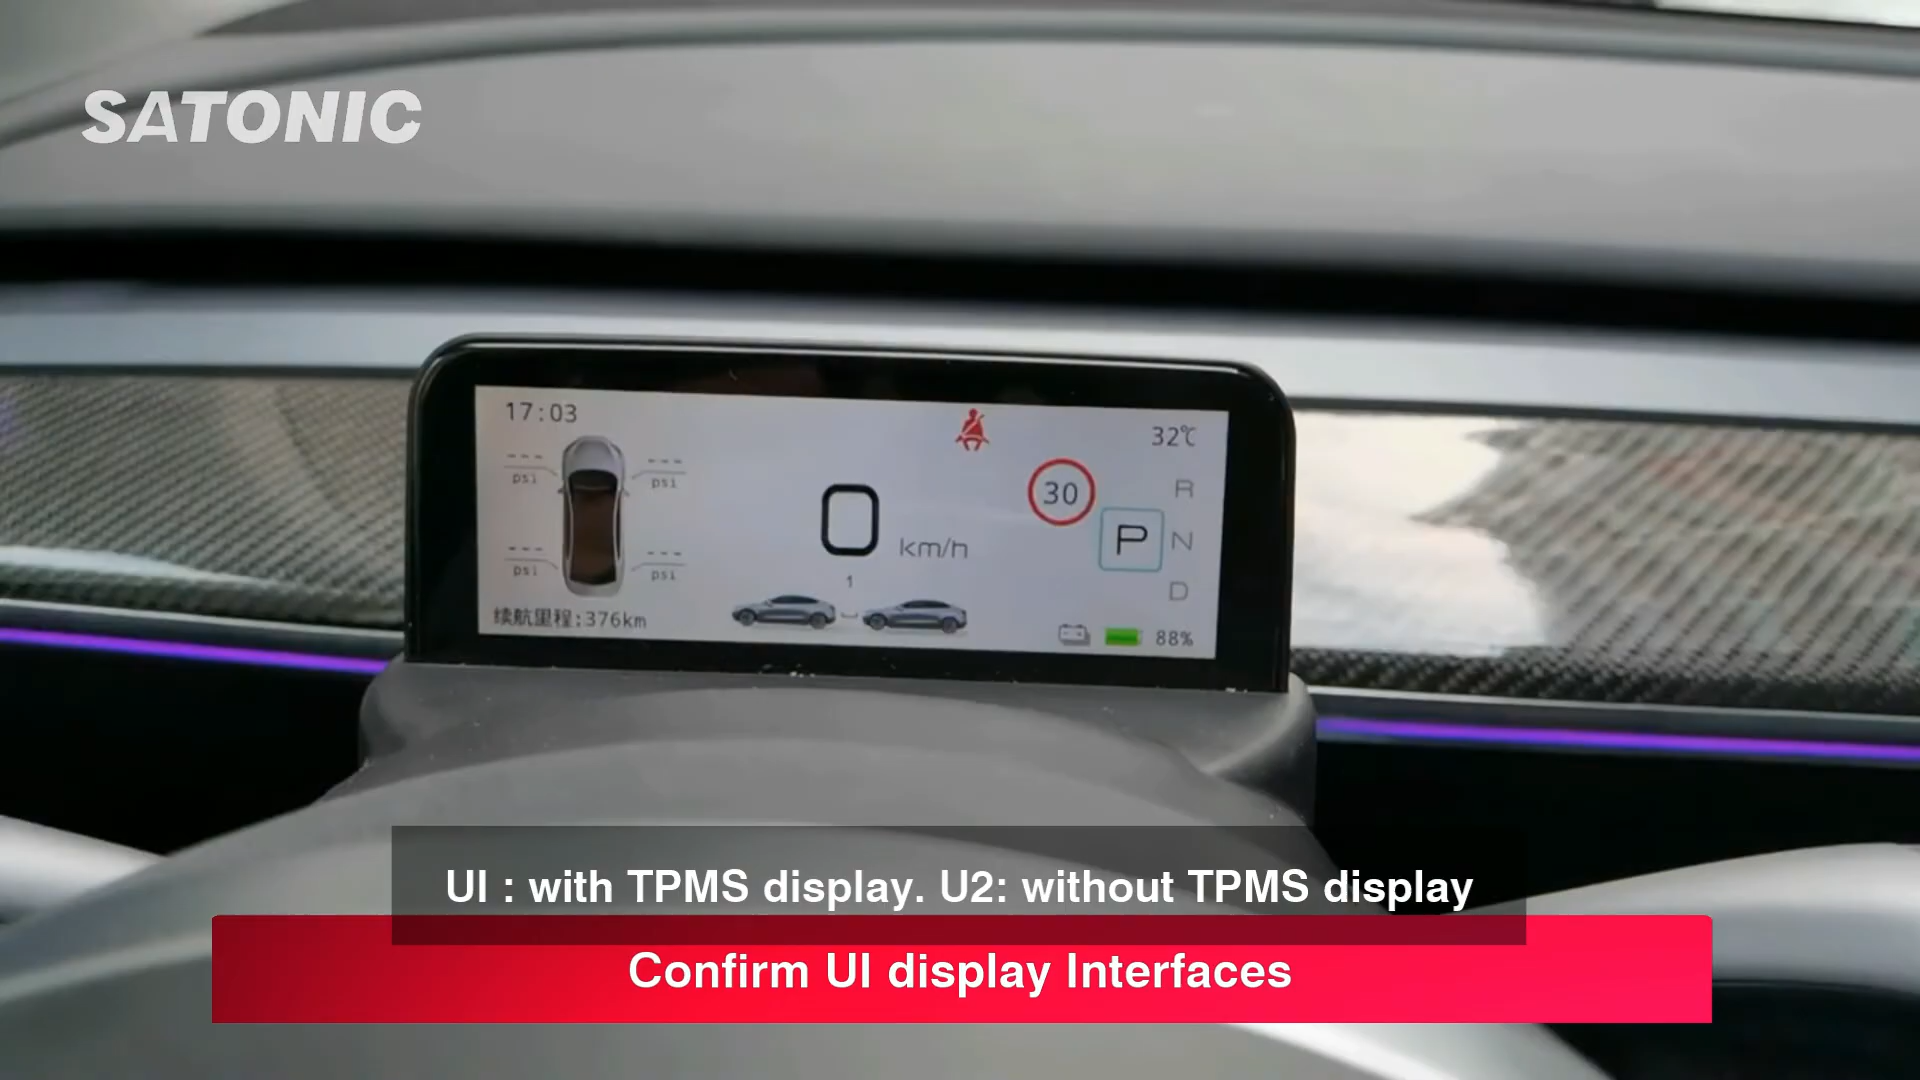 SATONIC
17:03
32℃
--- ---
psi psi
30
R
0 km/h
P N
--- ---
psi psi
1
D
续航里程:376km
88%
UI : with TPMS display. U2: without TPMS display
Confirm UI display Interfaces